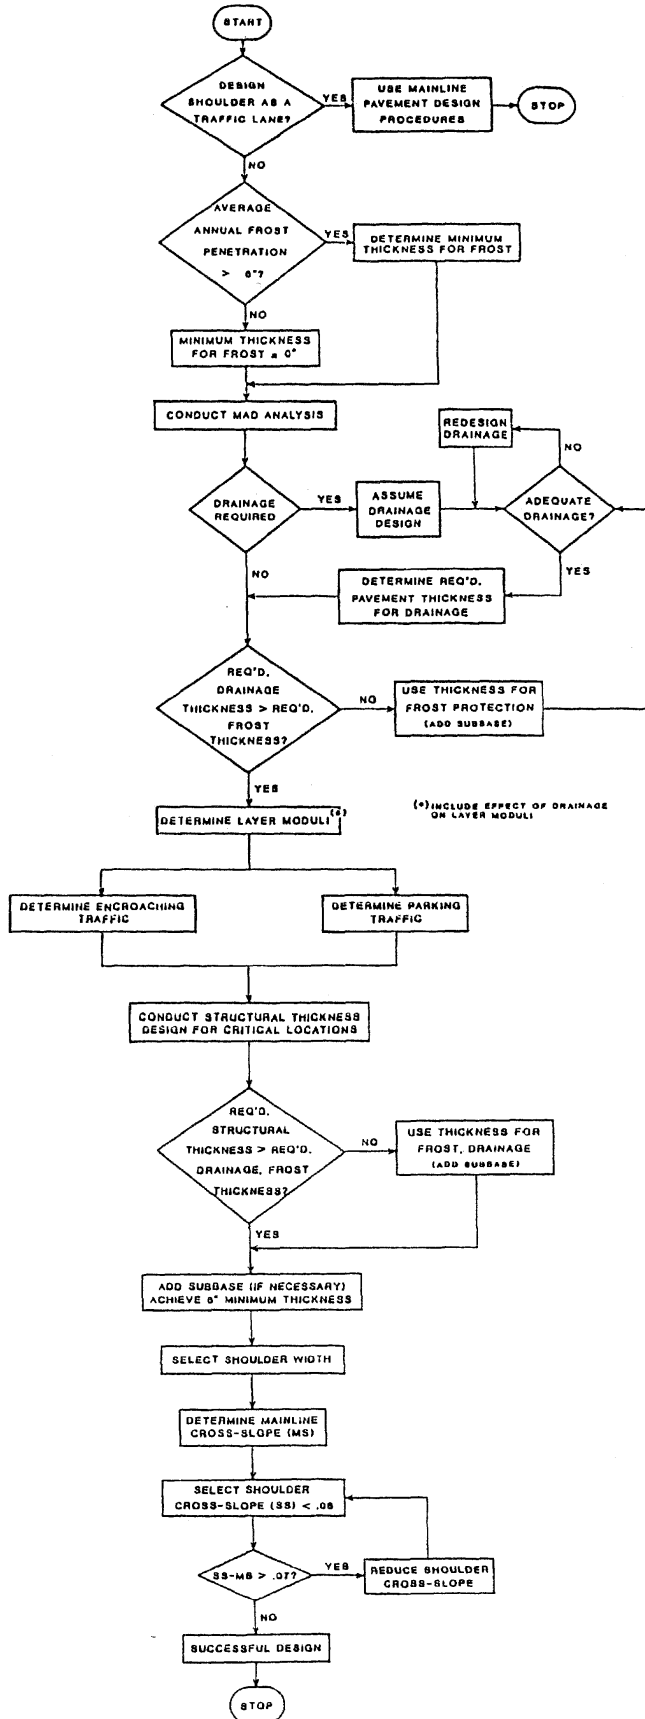 START
DESIGN
SHOULDER AS A
TRAFFIC LANE?
YES
USE MAINLINE
PAVEMENT DESIGN
PROCEDURES
STOP
NO
AVERAGE
ANNUAL FROST
PENETRATION
> 6"?
YES
DETERMINE MINIMUM
THICKNESS FOR FROST
NO
MINIMUM THICKNESS
FOR FROST = 0"
CONDUCT MAD ANALYSIS
REDESIGN
DRAINAGE
NO
DRAINAGE
REQUIRED
YES
ASSUME
DRAINAGE
DESIGN
ADEQUATE
DRAINAGE?
YES
NO
DETERMINE REQ'D.
PAVEMENT THICKNESS
FOR DRAINAGE
REQ'D.
DRAINAGE
THICKNESS > REQ'D.
FROST
THICKNESS?
NO
USE THICKNESS FOR
FROST PROTECTION
(ADD SUBBASE)
YES
DETERMINE LAYER MODULI(*)
(*) INCLUDE EFFECT OF DRAINAGE
ON LAYER MODULI
DETERMINE ENCROACHING
TRAFFIC
DETERMINE PARKING
TRAFFIC
CONDUCT STRUCTURAL THICKNESS
DESIGN FOR CRITICAL LOCATIONS
REQ'D.
STRUCTURAL
THICKNESS > REQ'D.
DRAINAGE, FROST
THICKNESS?
NO
USE THICKNESS FOR
FROST, DRAINAGE
(ADD SUBBASE)
YES
ADD SUBBASE (IF NECESSARY)
ACHIEVE 6" MINIMUM THICKNESS
SELECT SHOULDER WIDTH
DETERMINE MAINLINE
CROSS-SLOPE (MS)
SELECT SHOULDER
CROSS-SLOPE (SS) < .06
SS-MS > .07?
YES
REDUCE SHOULDER
CROSS-SLOPE
NO
SUCCESSFUL DESIGN
STOP